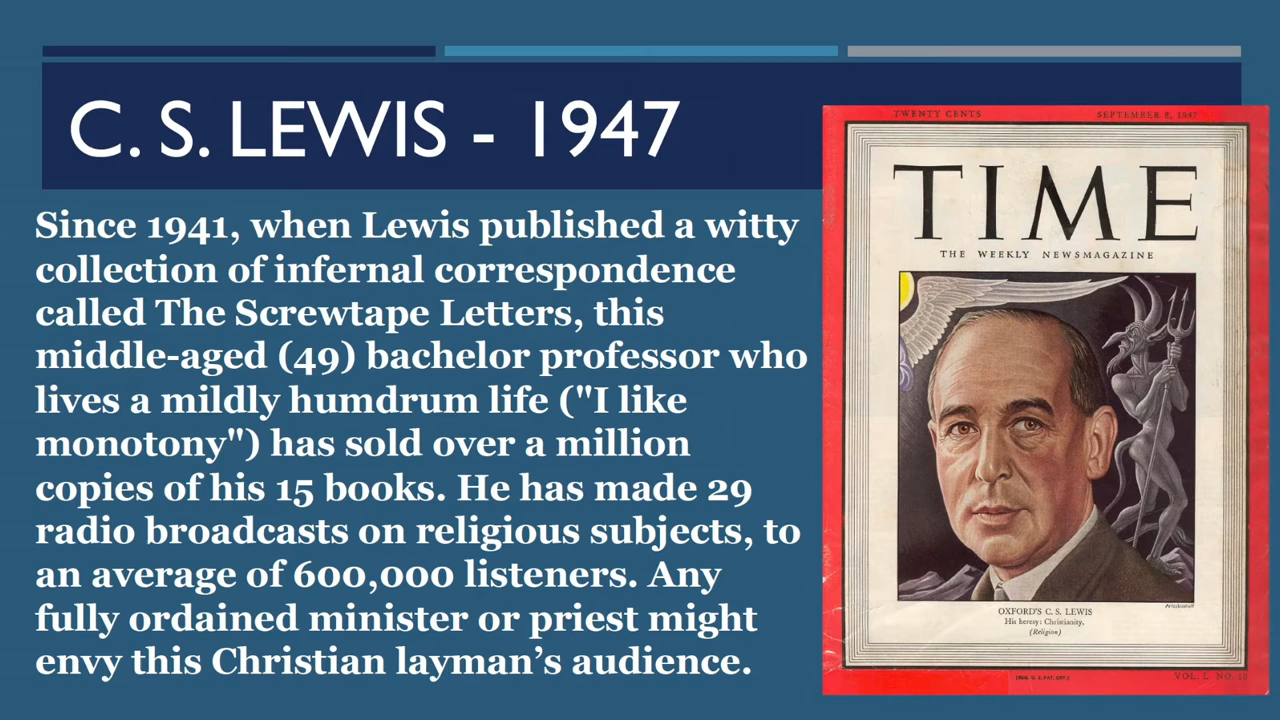 C. S. LEWIS - 1947
Since 1941, when Lewis published a witty
collection of infernal correspondence
called The Screwtape Letters, this
middle-aged (49) bachelor professor who
lives a mildly humdrum life ("I like
monotony") has sold over a million
copies of his 15 books. He has made 29
radio broadcasts on religious subjects, to
an average of 600,000 listeners. Any
fully ordained minister or priest might
envy this Christian layman’s audience.
TWENTY CENTS
SEPTEMBER 8, 1947
TIME
THE WEEKLY NEWSMAGAZINE
Artzybasheff
OXFORD'S C. S. LEWIS
His heresy: Christianity.
(Religion)
(REG. U. S. PAT. OFF.)
VOL. L NO. 10